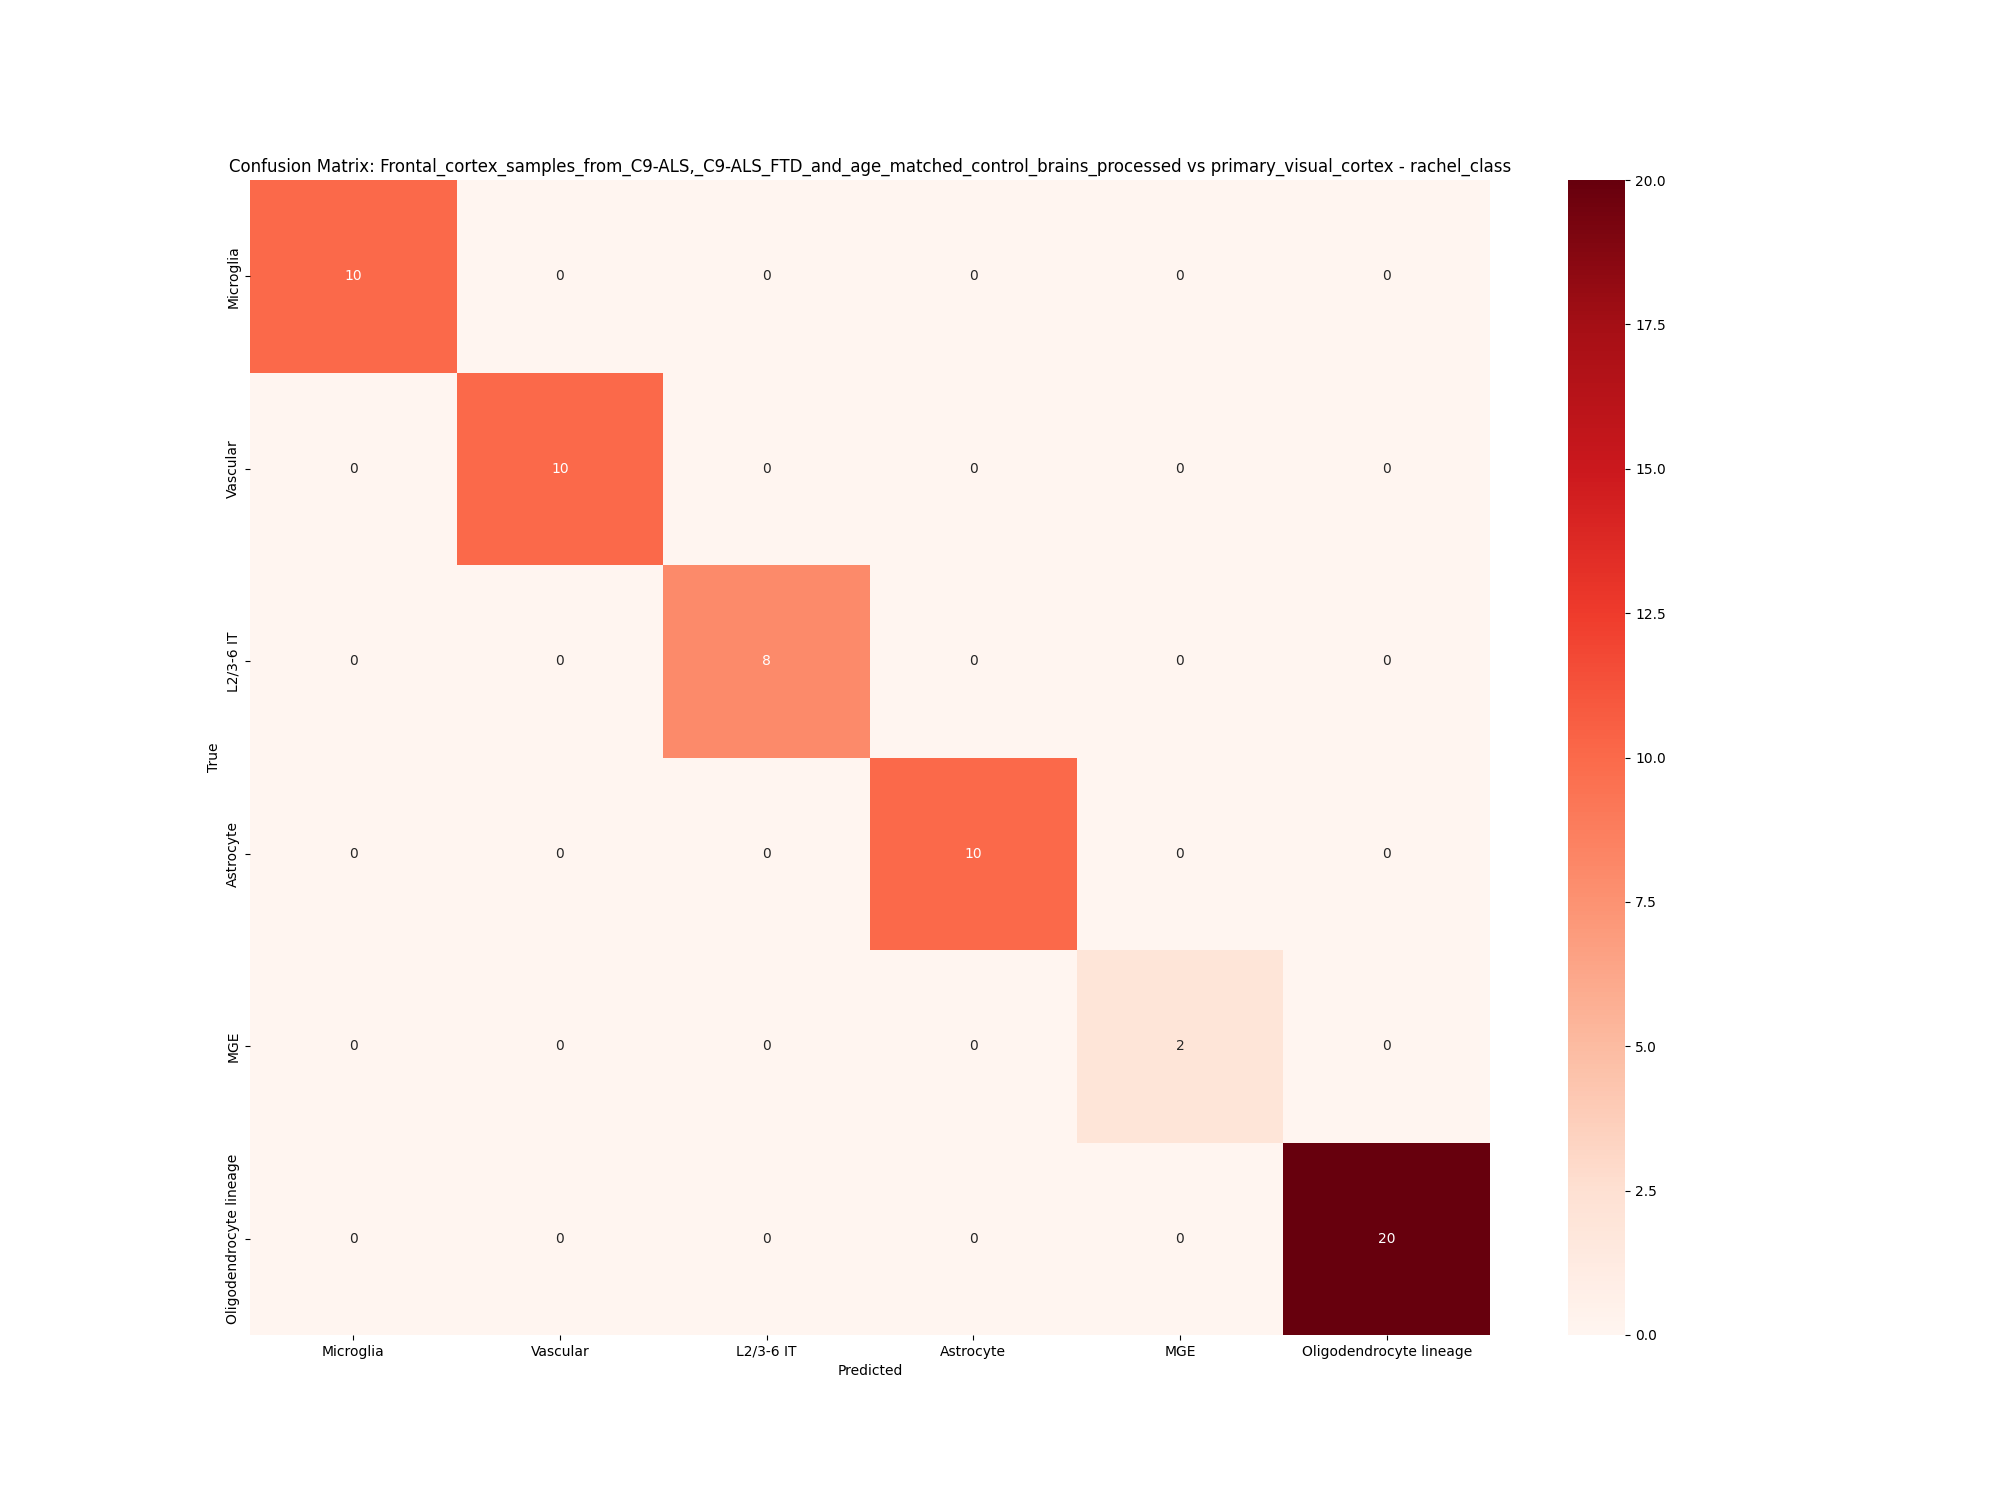 Confusion Matrix: Frontal_cortex_samples_from_C9-ALS,_C9-ALS_FTD_and_age_matched_control_brains_processed vs primary_visual_cortex - rachel_class
True
Microglia
10 0 0 0 0 0
Vascular
0 10 0 0 0 0
L2/3-6 IT
0 0 8 0 0 0
Astrocyte
0 0 0 10 0 0
MGE
0 0 0 0 2 0
Oligodendrocyte lineage
0 0 0 0 0 20
Microglia Vascular L2/3-6 IT Astrocyte MGE Oligodendrocyte lineage
Predicted
20.0
17.5
15.0
12.5
10.0
7.5
5.0
2.5
0.0